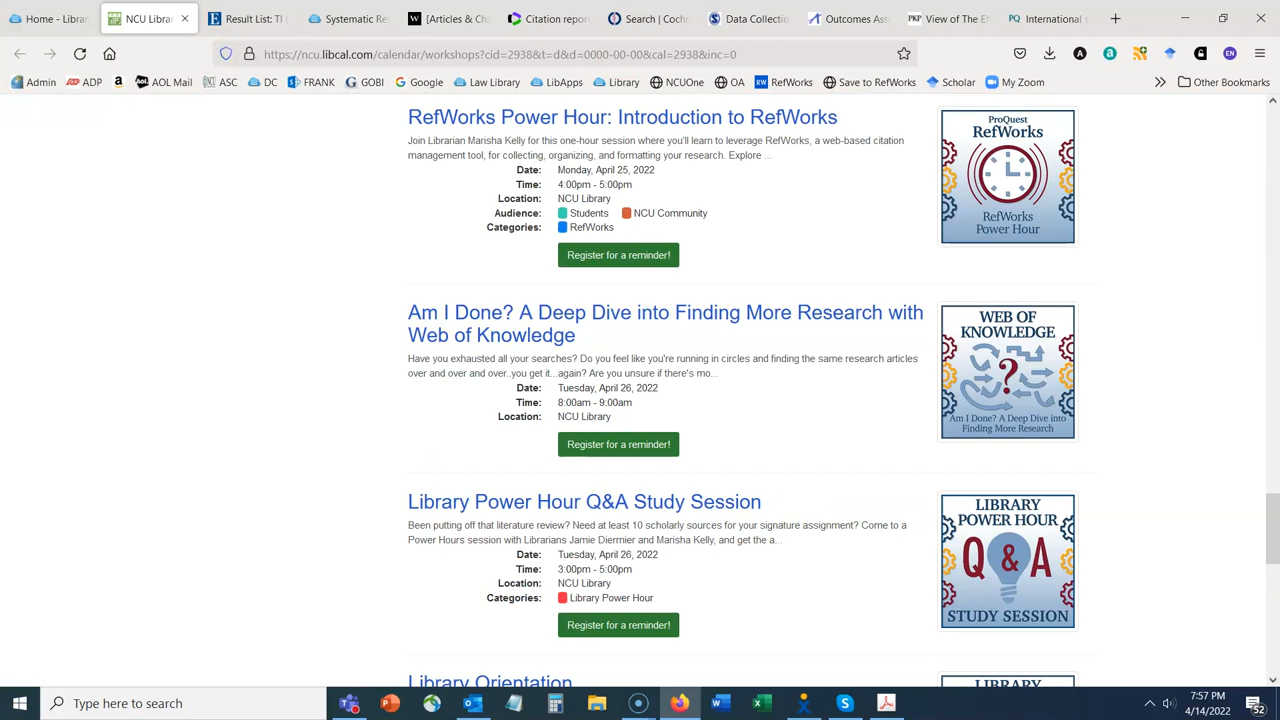 Home - Library
NCU Library
Result List: Th
Systematic Re
[Articles & Cha
Citation report
Search | Coch
Data Collectio
Outcomes Asse
View of The Ef
PQ International s
https://ncu.libcal.com/calendar/workshops?cid=2938&t=d&d=0000-00-00&cal=2938&inc=0
Admin ADP AOL Mail ASC DC FRANK GOBI Google Law Library LibApps Library NCUOne OA RefWorks Save to RefWorks Scholar My Zoom Other Bookmarks
RefWorks Power Hour: Introduction to RefWorks
Join Librarian Marisha Kelly for this one-hour session where you'll learn to leverage RefWorks, a web-based citation
management tool, for collecting, organizing, and formatting your research. Explore ...
Date: Monday, April 25, 2022
Time: 4:00pm - 5:00pm
Location: NCU Library
Audience: Students NCU Community
Categories: RefWorks
Register for a reminder!
ProQuest
RefWorks
RefWorks
Power Hour
Am I Done? A Deep Dive into Finding More Research with
Web of Knowledge
Have you exhausted all your searches? Do you feel like you're running in circles and finding the same research articles
over and over and over..you get it...again? Are you unsure if there's mo...
Date: Tuesday, April 26, 2022
Time: 8:00am - 9:00am
Location: NCU Library
Register for a reminder!
WEB OF
KNOWLEDGE
?
Am I Done? A Deep Dive into
Finding More Research
Library Power Hour Q&A Study Session
Been putting off that literature review? Need at least 10 scholarly sources for your signature assignment? Come to a
Power Hours session with Librarians Jamie Diermier and Marisha Kelly, and get the a...
Date: Tuesday, April 26, 2022
Time: 3:00pm - 5:00pm
Location: NCU Library
Categories: Library Power Hour
Register for a reminder!
LIBRARY
POWER HOUR
Q & A
STUDY SESSION
Library Orientation
LIBRARY
Type here to search
7:57 PM
4/14/2022
52